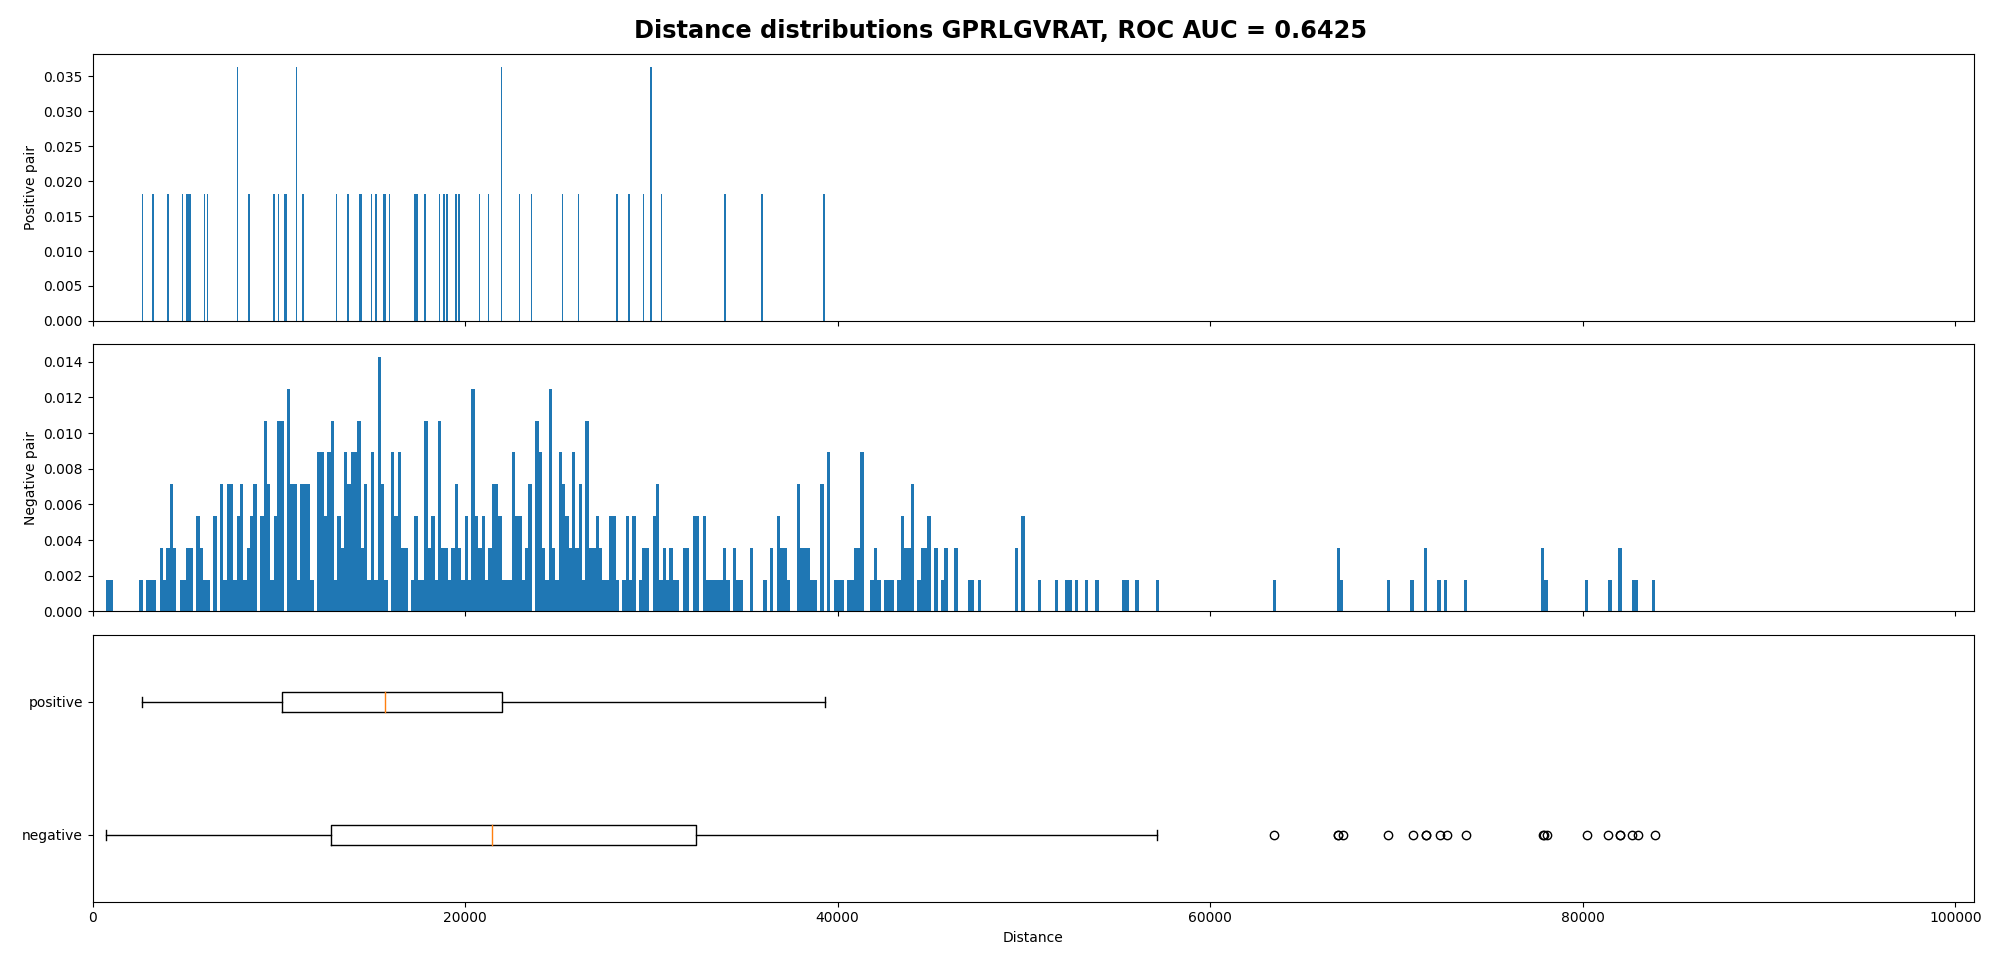 Distance distributions GPRLGVRAT, ROC AUC = 0.6425
0.035
0.030
0.025
0.020
0.015
0.010
0.005
0.000
Positive pair
0.014
0.012
0.010
0.008
0.006
0.004
0.002
0.000
Negative pair
positive
negative
0 20000 40000 60000 80000 100000
Distance